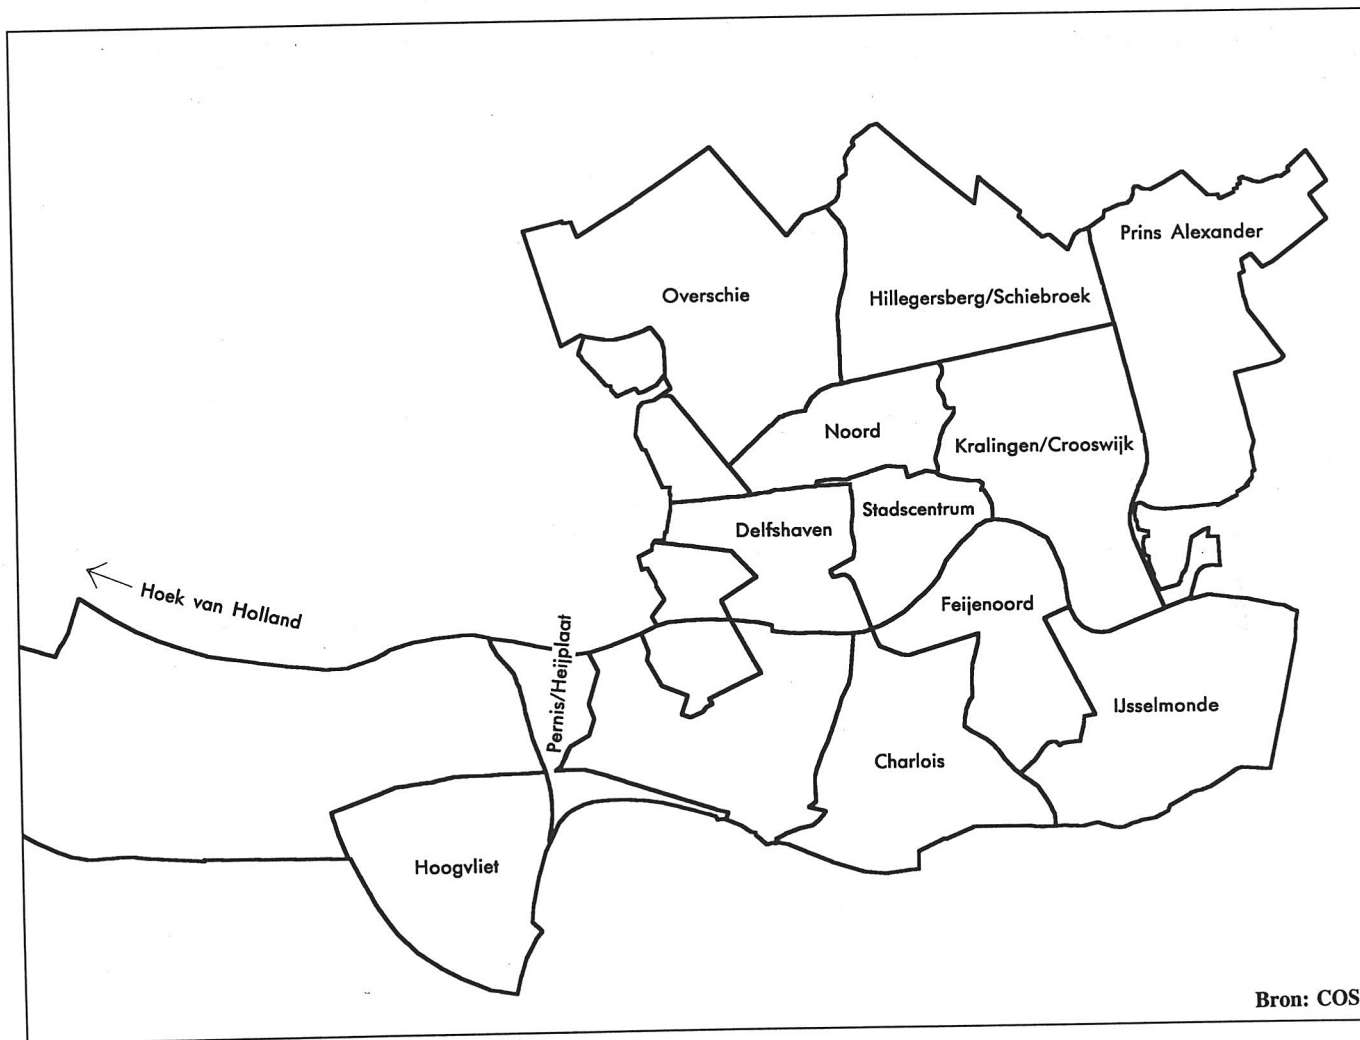 Prins Alexander
Overschie
Hillegersberg/Schiebroek
Noord
Kralingen/Crooswijk
Stadscentrum
Delfshaven
Hoek van Holland
Feijenoord
Pernis/Heijplaat
IJsselmonde
Charlois
Hoogvliet
Bron: COS